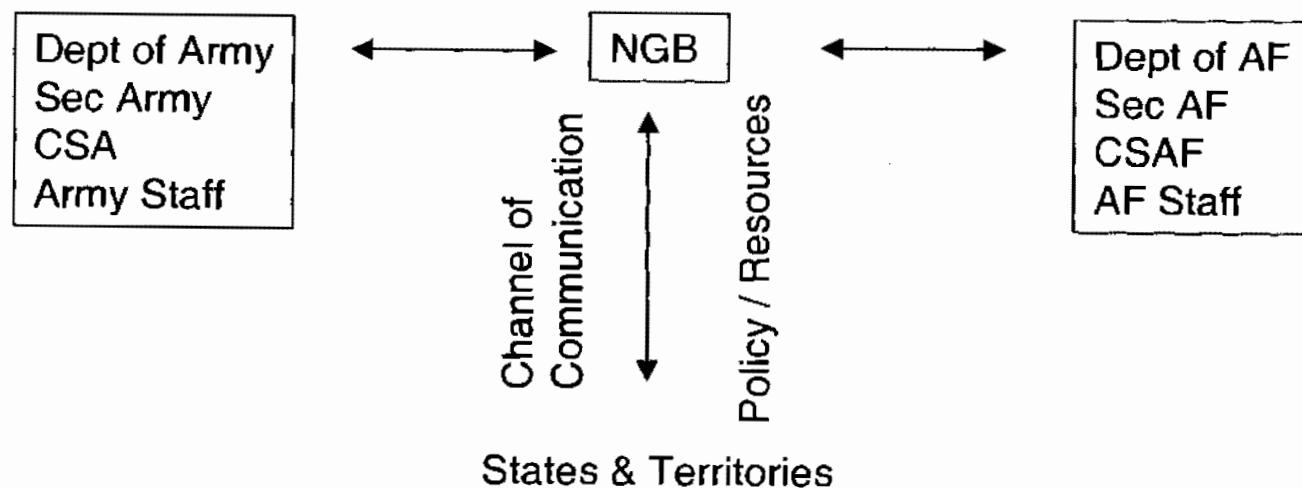 Dept of Army
Sec Army
CSA
Army Staff
NGB
Dept of AF
Sec AF
CSAF
AF Staff
Channel of
Communication
Policy / Resources
States & Territories